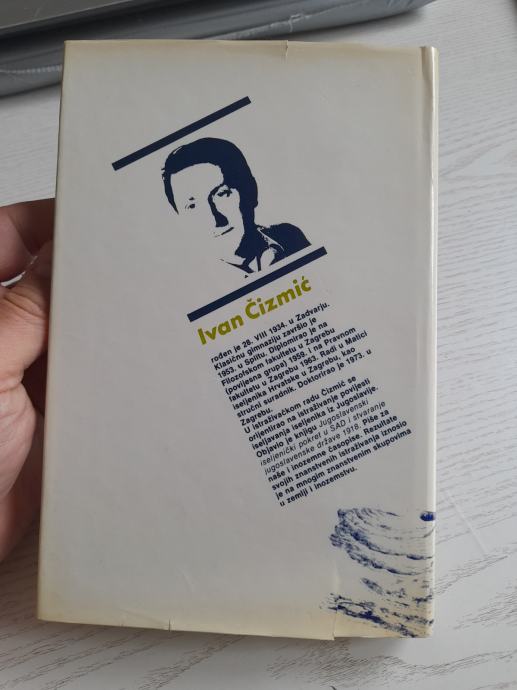 Ivan Čizmić
rođen je 28. VIII 1934. u Zadvarju.
Klasičnu gimnaziju završio je
1953. u Splitu. Diplomirao je na
Filozofskom fakultetu u Zagrebu
(povijesna grupa) 1959. i na Pravnom
fakultetu u Zagrebu 1963. Radi u Matici
iseljenika Hrvatske u Zagrebu, kao
stručni suradnik. Doktorirao je 1973. u
Zagrebu.
U istraživačkom radu Čizmić se
orijentirao na istraživanje povijesti
iseljavanja iseljenika iz Jugoslavije.
Objavio je knjigu Jugoslavenski
iseljenički pokret u SAD i stvaranje
jugoslavenske države 1918. Piše za
naše i inozemne časopise. Rezultate
svojih znanstvenih istraživanja iznosio
je na mnogim znanstvenim skupovima
u zemlji i inozemstvu.